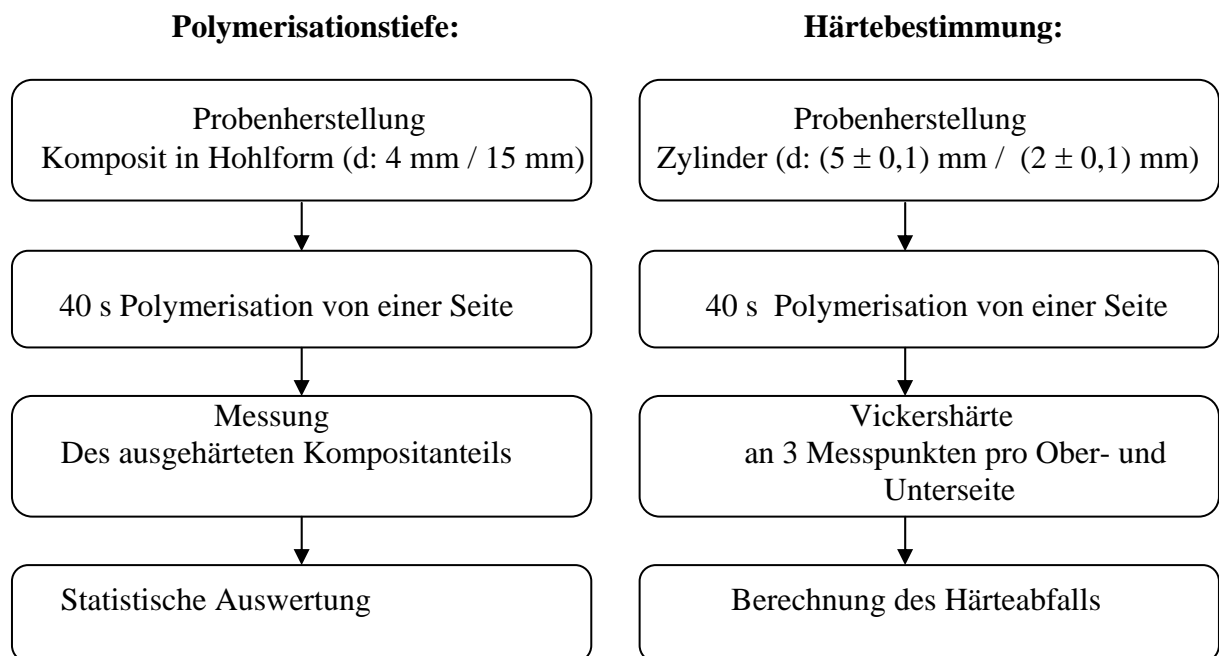 Polymerisationstiefe:
Probenherstellung
Komposit in Hohlform (d: 4 mm / 15 mm)
40 s Polymerisation von einer Seite
Messung
Des ausgehärteten Kompositanteils
Statistische Auswertung
Härtebestimmung:
Probenherstellung
Zylinder (d: (5 ± 0,1) mm / (2 ± 0,1) mm)
40 s Polymerisation von einer Seite
Vickershärte
an 3 Messpunkten pro Ober- und
Unterseite
Berechnung des Härteabfalls